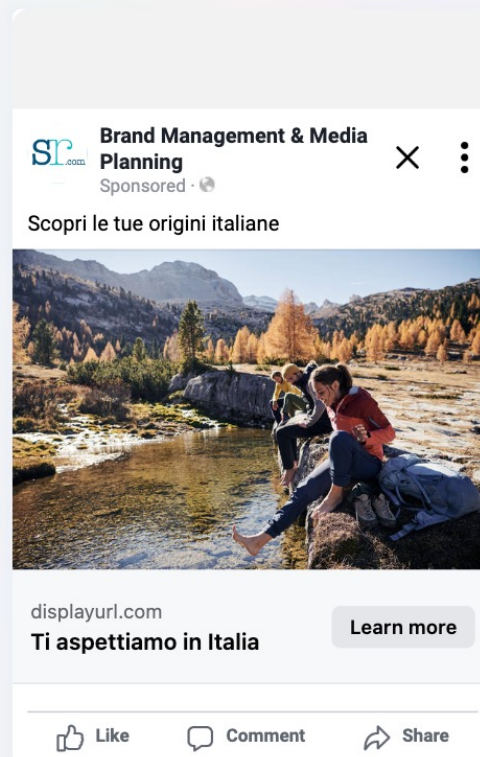 Sr.com
Brand Management & Media
Planning
Sponsored ·
Scopri le tue origini italiane
displayurl.com
Ti aspettiamo in Italia
Learn more
Like
Comment
Share